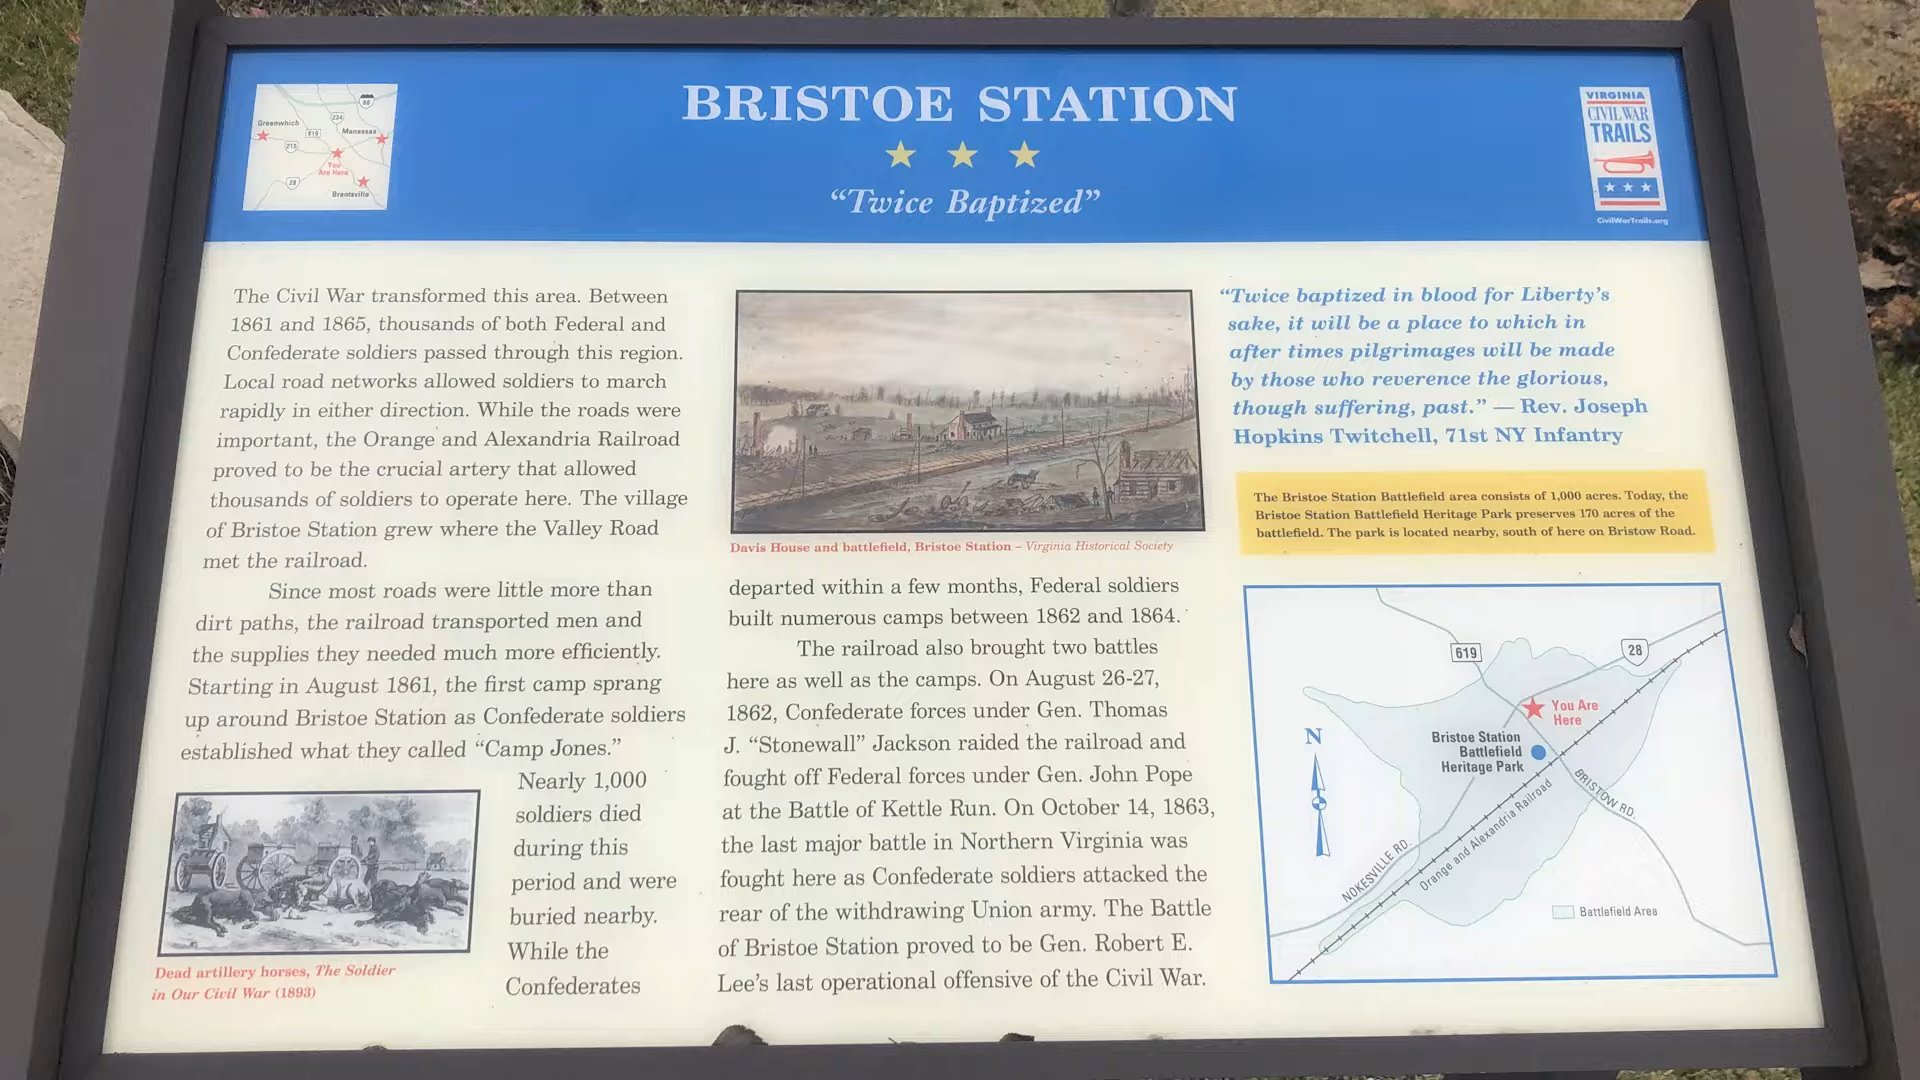 BRISTOE STATION
"Twice Baptized"
66
Greenwhich
234
619
Manassas
215
You
Are Here
28
Brentsville
VIRGINIA
CIVIL WAR
TRAILS
CivilWarTrails.org
The Civil War transformed this area. Between
1861 and 1865, thousands of both Federal and
Confederate soldiers passed through this region.
Local road networks allowed soldiers to march
rapidly in either direction. While the roads were
important, the Orange and Alexandria Railroad
proved to be the crucial artery that allowed
thousands of soldiers to operate here. The village
of Bristoe Station grew where the Valley Road
met the railroad.
Since most roads were little more than
dirt paths, the railroad transported men and
the supplies they needed much more efficiently.
Starting in August 1861, the first camp sprang
up around Bristoe Station as Confederate soldiers
established what they called "Camp Jones."
Nearly 1,000
soldiers died
during this
period and were
buried nearby.
While the
Confederates
Dead artillery horses, The Soldier
in Our Civil War (1893)
Davis House and battlefield, Bristoe Station – Virginia Historical Society
departed within a few months, Federal soldiers
built numerous camps between 1862 and 1864.
The railroad also brought two battles
here as well as the camps. On August 26-27,
1862, Confederate forces under Gen. Thomas
J. "Stonewall" Jackson raided the railroad and
fought off Federal forces under Gen. John Pope
at the Battle of Kettle Run. On October 14, 1863,
the last major battle in Northern Virginia was
fought here as Confederate soldiers attacked the
rear of the withdrawing Union army. The Battle
of Bristoe Station proved to be Gen. Robert E.
Lee's last operational offensive of the Civil War.
"Twice baptized in blood for Liberty's
sake, it will be a place to which in
after times pilgrimages will be made
by those who reverence the glorious,
though suffering, past." — Rev. Joseph
Hopkins Twitchell, 71st NY Infantry
The Bristoe Station Battlefield area consists of 1,000 acres. Today, the
Bristoe Station Battlefield Heritage Park preserves 170 acres of the
battlefield. The park is located nearby, south of here on Bristow Road.
619
28
You Are
Here
N
Bristoe Station
Battlefield
Heritage Park
BRISTOW RD.
Orange and Alexandria Railroad
NOKESVILLE RD.
Battlefield Area